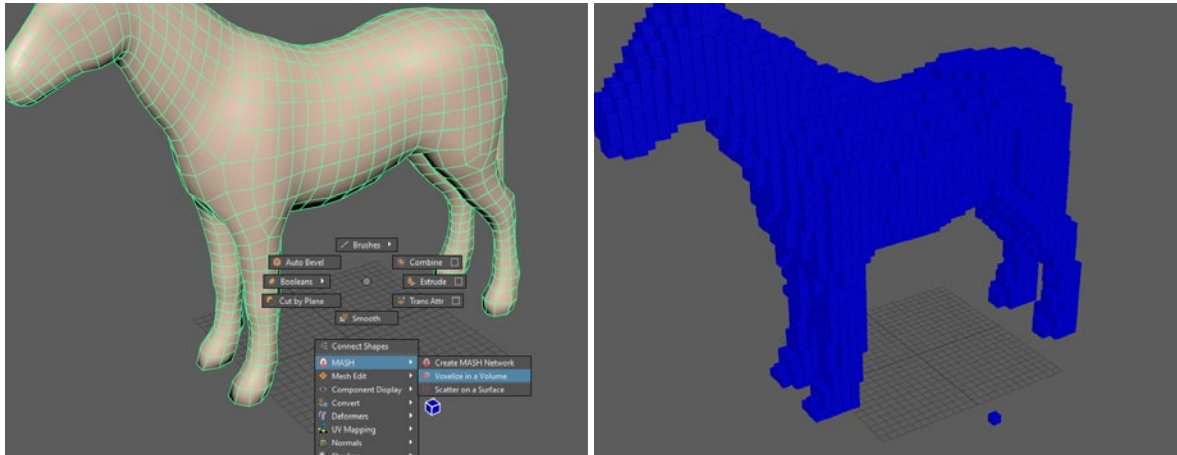 Brushes
Auto Bevel
Combine
Booleans
Extrude
Cut by Plane
Trans Attr
Smooth
Connect Shapes
MASH
Create MASH Network
Mesh Edit
Voxelize in a Volume
Component Display
Scatter on a Surface
Convert
Deformers
UV Mapping
Normals